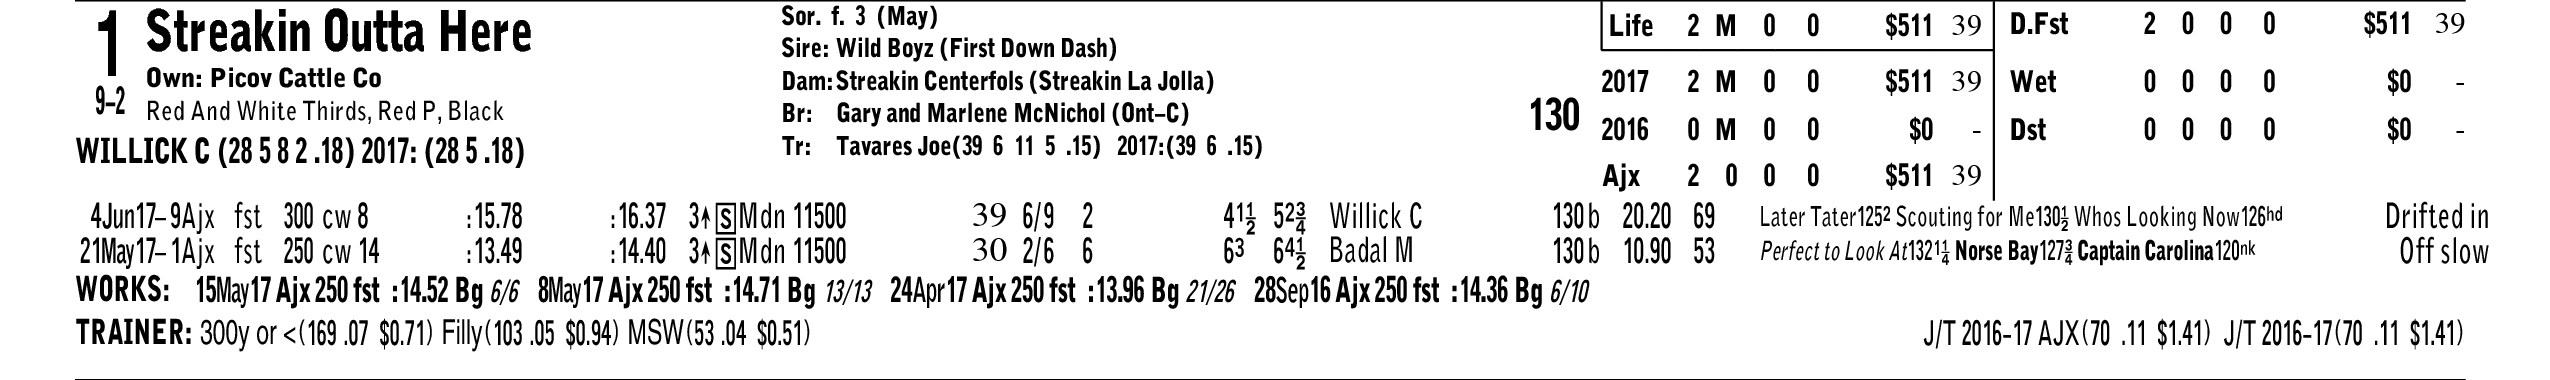 1 Streakin Outta Here
9–2
Own: Picov Cattle Co
Red And White Thirds, Red P, Black
WILLICK C (28 5 8 2 .18) 2017: (28 5 .18)
Sor. f. 3 (May)
Sire: Wild Boyz (First Down Dash)
Dam: Streakin Centerfols (Streakin La Jolla)
Br: Gary and Marlene McNichol (Ont–C)
Tr: Tavares Joe(39 6 11 5 .15) 2017:(39 6 .15)
130
Life 2 M 0 0 $511 39
2017 2 M 0 0 $511 39
2016 0 M 0 0 $0 -
Ajx 2 0 0 0 $511 39
D.Fst 2 0 0 0 $511 39
Wet 0 0 0 0 $0 -
Dst 0 0 0 0 $0 -
4Jun17–9Ajx fst 300 cw 8 :15.78 :16.37 3↑ S Mdn 11500 39 6/9 2 4 1½ 5 2¾ Willick C 130 b 20.20 69 Later Tater125² Scouting for Me130½ Whos Looking Now126hd Drifted in
21May17–1Ajx fst 250 cw 14 :13.49 :14.40 3↑ S Mdn 11500 30 2/6 6 6³ 6 4½ Badal M 130 b 10.90 53 Perfect to Look At132 1¼ Norse Bay127¾ Captain Carolina120nk Off slow
WORKS: 15May17 Ajx 250 fst :14.52 Bg 6/6 8May17 Ajx 250 fst :14.71 Bg 13/13 24Apr17 Ajx 250 fst :13.96 Bg 21/26 28Sep16 Ajx 250 fst :14.36 Bg 6/10
TRAINER: 300y or <(169 .07 $0.71) Filly(103 .05 $0.94) MSW(53 .04 $0.51) J/T 2016–17 AJX(70 .11 $1.41) J/T 2016–17(70 .11 $1.41)